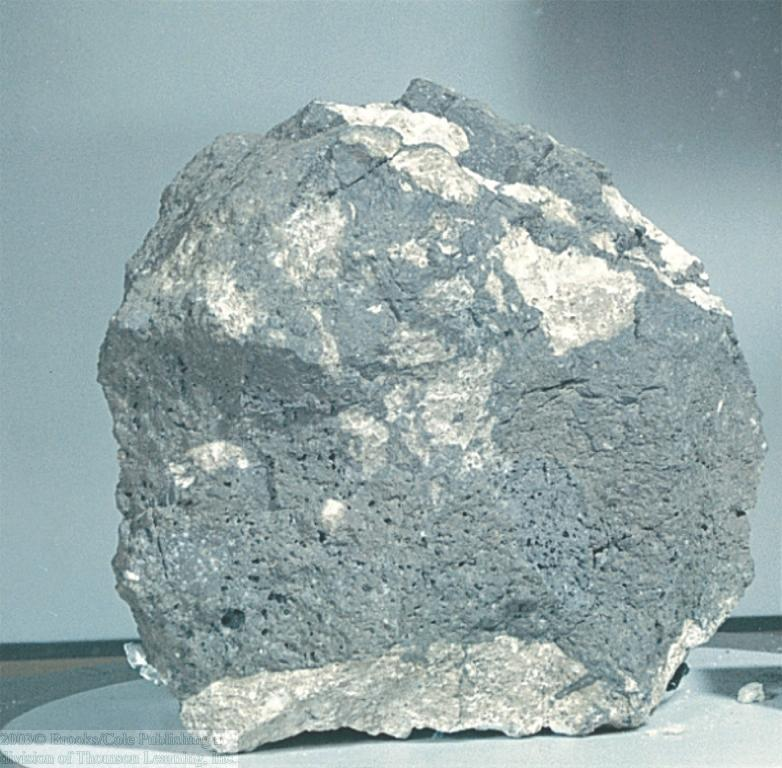 2003© Brooks/Cole Publishing, a
division of Thomson Learning, Inc.